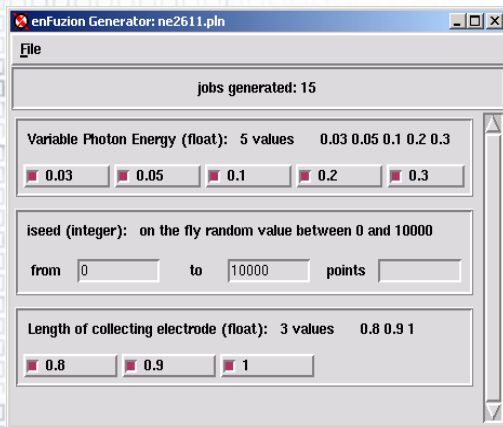 enFuzion Generator: ne2611.pln
File
jobs generated: 15
Variable Photon Energy (float): 5 values 0.03 0.05 0.1 0.2 0.3
0.03 0.05 0.1 0.2 0.3
iseed (integer): on the fly random value between 0 and 10000
from 0 to 10000 points
Length of collecting electrode (float): 3 values 0.8 0.9 1
0.8 0.9 1